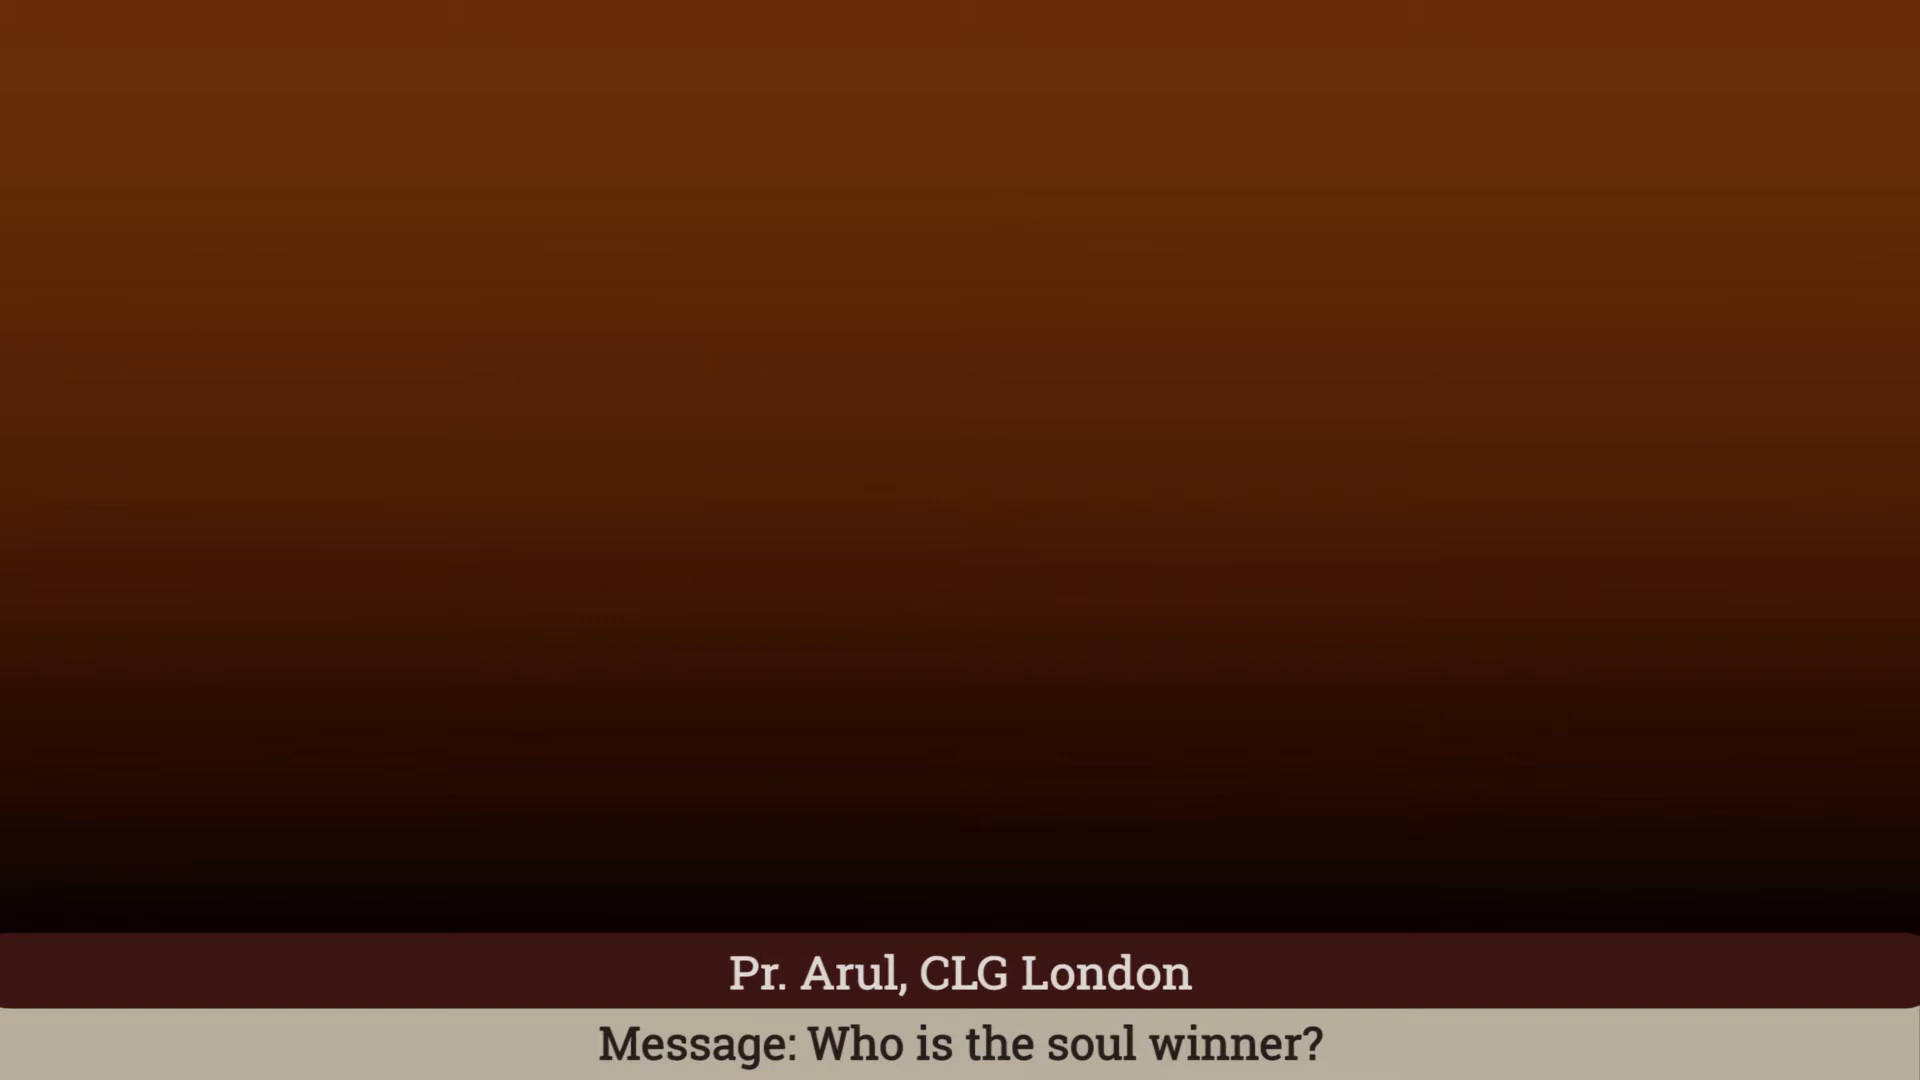 Pr. Arul, CLG London
Message: Who is the soul winner?